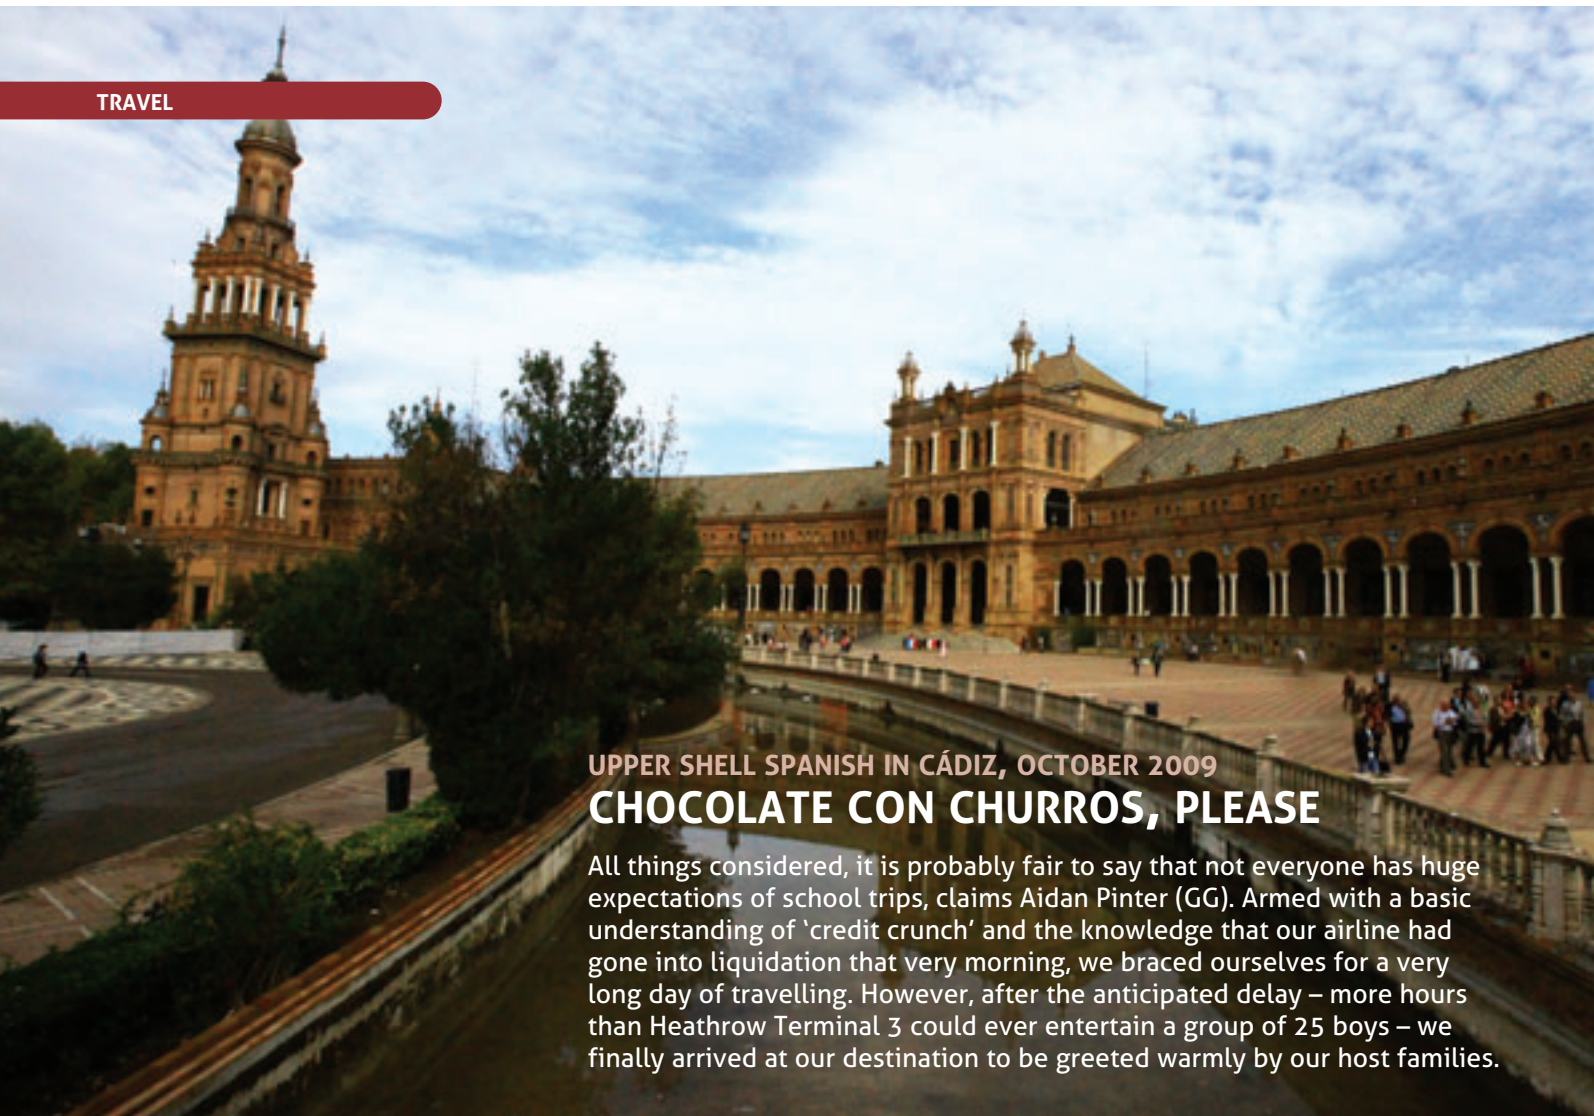 TRAVEL
UPPER SHELL SPANISH IN CÁDIZ, OCTOBER 2009
CHOCOLATE CON CHURROS, PLEASE
All things considered, it is probably fair to say that not everyone has huge
expectations of school trips, claims Aidan Pinter (GG). Armed with a basic
understanding of ‘credit crunch’ and the knowledge that our airline had
gone into liquidation that very morning, we braced ourselves for a very
long day of travelling. However, after the anticipated delay – more hours
than Heathrow Terminal 3 could ever entertain a group of 25 boys – we
finally arrived at our destination to be greeted warmly by our host families.